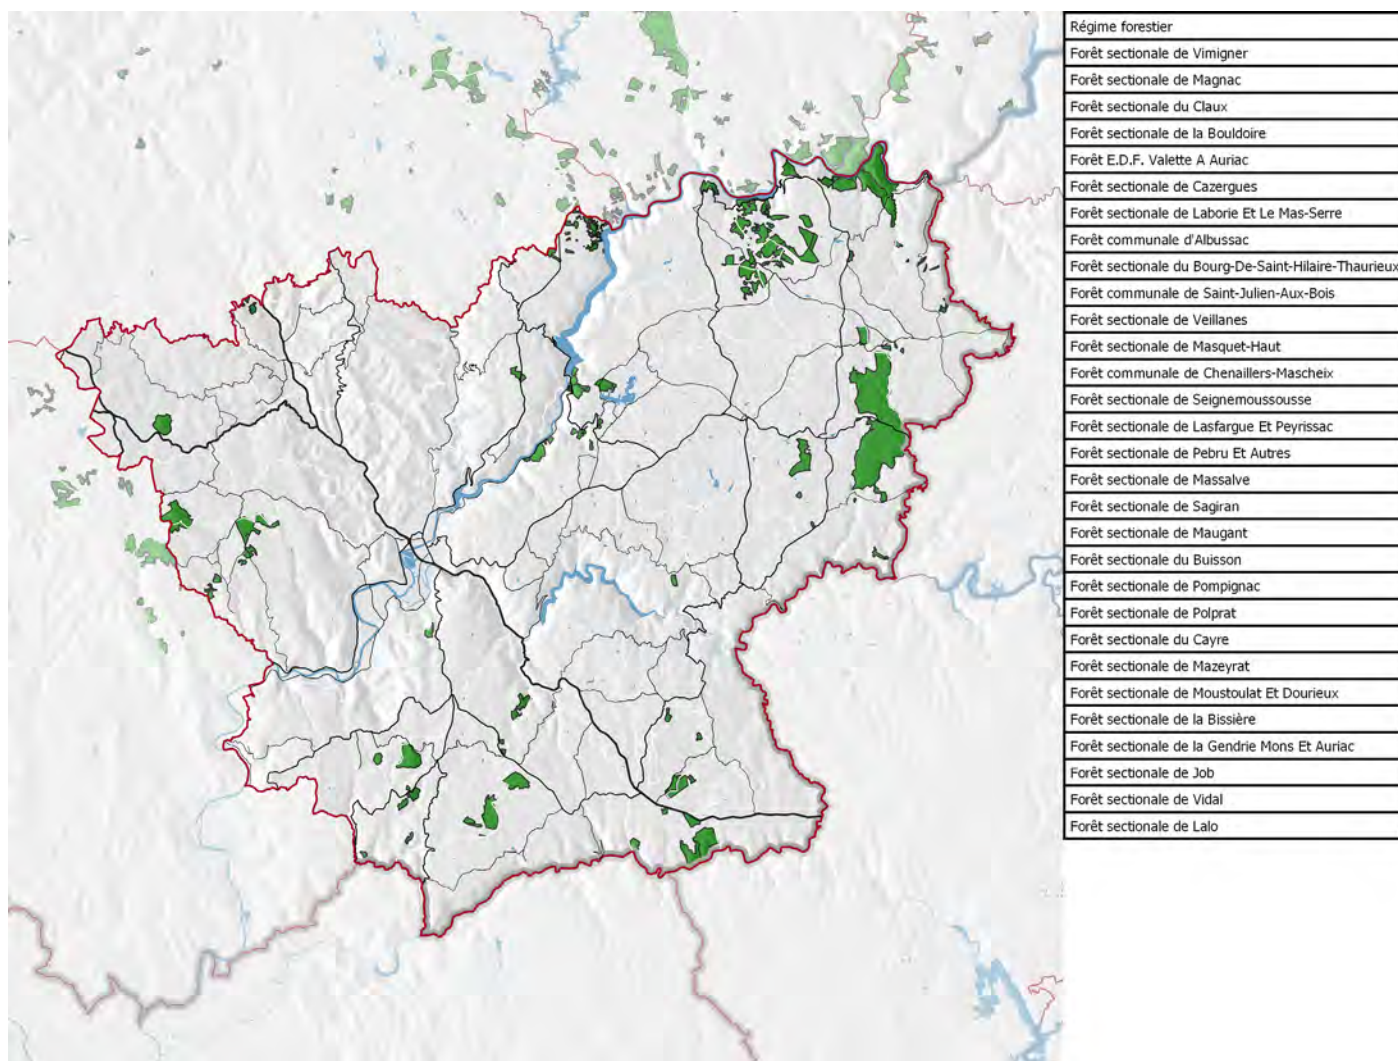 Régime forestier
Forêt sectionale de Vimigner
Forêt sectionale de Magnac
Forêt sectionale du Claux
Forêt sectionale de la Bouldoire
Forêt E.D.F. Valette A Auriac
Forêt sectionale de Cazergues
Forêt sectionale de Laborie Et Le Mas-Serre
Forêt communale d'Albussac
Forêt sectionale du Bourg-De-Saint-Hilaire-Thaurieux
Forêt communale de Saint-Julien-Aux-Bois
Forêt sectionale de Veillanes
Forêt sectionale de Masquet-Haut
Forêt communale de Chenaillers-Mascheix
Forêt sectionale de Seignemoussousse
Forêt sectionale de Lasfargue Et Peyrissac
Forêt sectionale de Pebru Et Autres
Forêt sectionale de Massalve
Forêt sectionale de Sagiran
Forêt sectionale de Maugant
Forêt sectionale du Buisson
Forêt sectionale de Pompignac
Forêt sectionale de Polprat
Forêt sectionale du Cayre
Forêt sectionale de Mazeyrat
Forêt sectionale de Moustoulat Et Dourieux
Forêt sectionale de la Bissière
Forêt sectionale de la Gendrie Mons Et Auriac
Forêt sectionale de Job
Forêt sectionale de Vidal
Forêt sectionale de Lalo